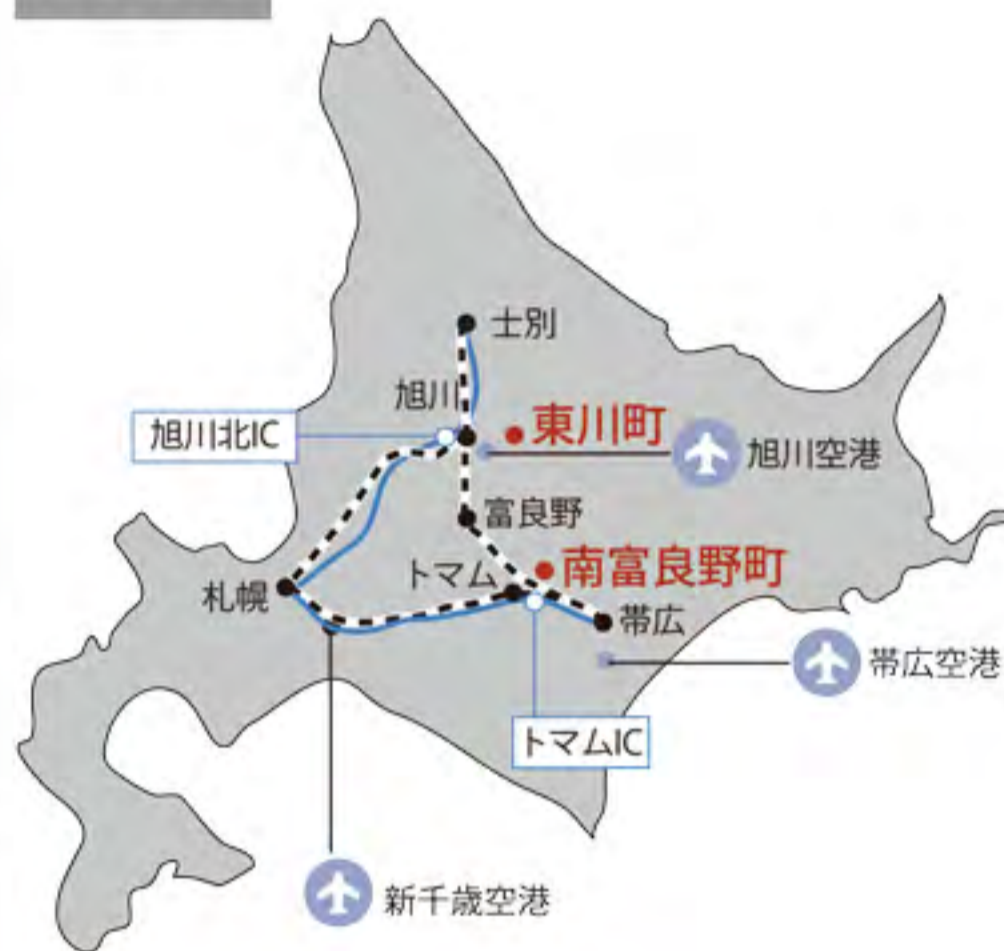 士別
旭川
東川町
旭川北IC
旭川空港
富良野
南富良野町
トマム
札幌
帯広
帯広空港
トマムIC
新千歳空港